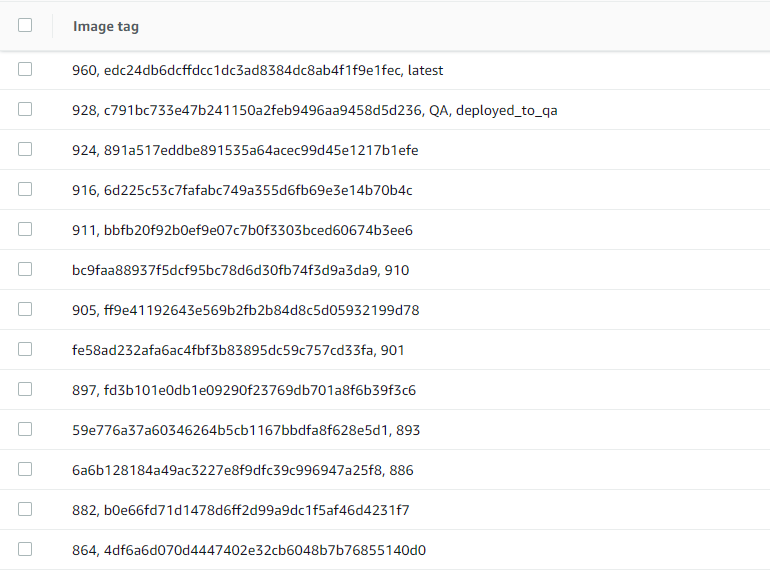 Image tag
960, edc24db6dcffdcc1dc3ad8384dc8ab4f1f9e1fec, latest
928, c791bc733e47b241150a2feb9496aa9458d5d236, QA, deployed_to_qa
924, 891a517eddbe891535a64acec99d45e1217b1efe
916, 6d225c53c7fafabc749a355d6fb69e3e14b70b4c
911, bbfb20f92b0ef9e07c7b0f3303bced60674b3ee6
bc9faa88937f5dcf95bc78d6d30fb74f3d9a3da9, 910
905, ff9e41192643e569b2fb2b84d8c5d05932199d78
fe58ad232afa6ac4fbf3b83895dc59c757cd33fa, 901
897, fd3b101e0db1e09290f23769db701a8f6b39f3c6
59e776a37a60346264b5cb1167bbdfa8f628e5d1, 893
6a6b128184a49ac3227e8f9dfc39c996947a25f8, 886
882, b0e66fd71d1478d6ff2d99a9dc1f5af46d4231f7
864, 4df6a6d070d4447402e32cb6048b7b76855140d0